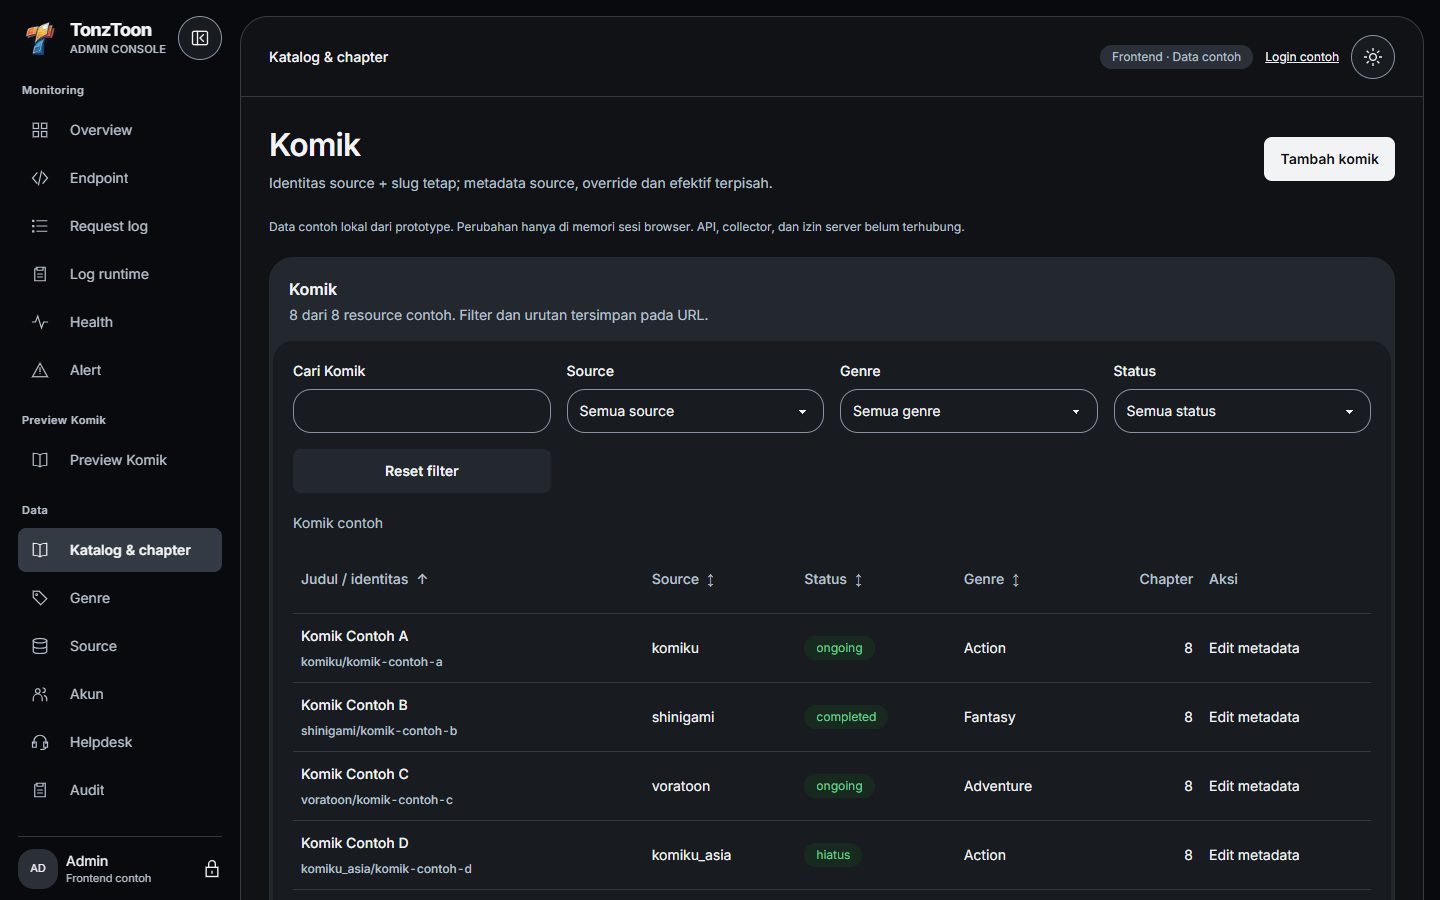 TonzToon
ADMIN CONSOLE
Monitoring
Overview
Endpoint
Request log
Log runtime
Health
Alert
Preview Komik
Preview Komik
Data
Katalog & chapter
Genre
Source
Akun
Helpdesk
Audit
AD
Admin
Frontend contoh
Katalog & chapter
Frontend · Data contoh
Login contoh
Komik
Identitas source + slug tetap; metadata source, override dan efektif terpisah.
Tambah komik
Data contoh lokal dari prototype. Perubahan hanya di memori sesi browser. API, collector, dan izin server belum terhubung.
Komik
8 dari 8 resource contoh. Filter dan urutan tersimpan pada URL.
Cari Komik Source Genre Status
Semua source Semua genre Semua status
Reset filter
Komik contoh
Judul / identitas ↑ Source ↕ Status ↕ Genre ↕ Chapter Aksi
Komik Contoh A
komiku/komik-contoh-a
komiku ongoing Action 8 Edit metadata
Komik Contoh B
shinigami/komik-contoh-b
shinigami completed Fantasy 8 Edit metadata
Komik Contoh C
voratoon/komik-contoh-c
voratoon ongoing Adventure 8 Edit metadata
Komik Contoh D
komiku_asia/komik-contoh-d
komiku_asia hiatus Action 8 Edit metadata